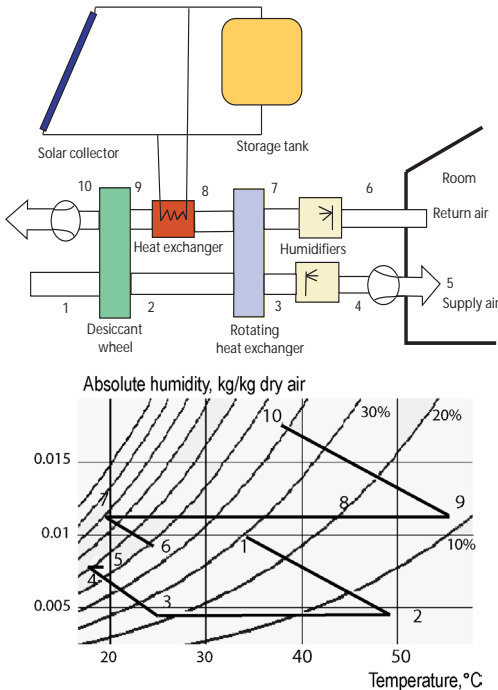 Solar collector
Storage tank
10
9
8
7
6
Room
Return air
Heat exchanger
Humidifiers
5
Supply air
1
2
3
4
Desiccant
wheel
Rotating
heat exchanger
Absolute humidity, kg/kg dry air
10
30%
20%
0.015
7
8
9
0.01
6
1
10%
5
4
3
0.005
2
20
30
40
50
Temperature,°C